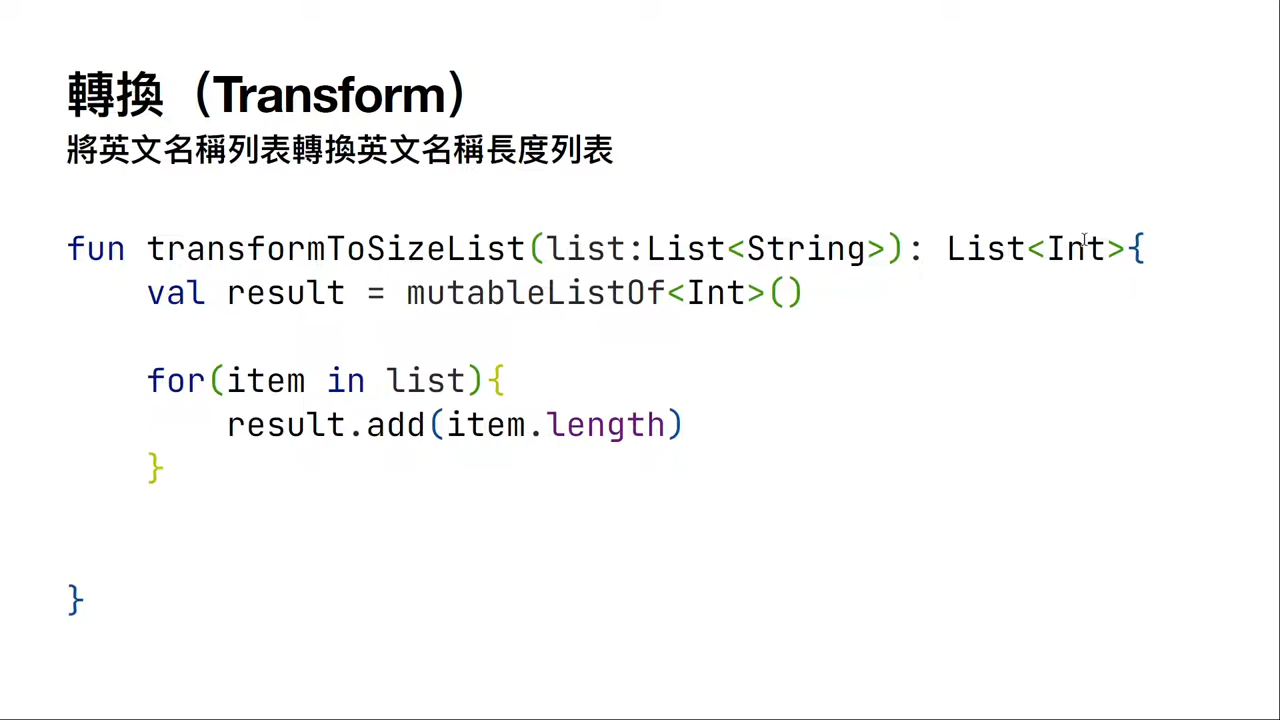 轉換（Transform）
將英文名稱列表轉換英文名稱長度列表
fun transformToSizeList(list:List<String>): List<Int>{
    val result = mutableListOf<Int>()
    for(item in list){
        result.add(item.length)
    }
}